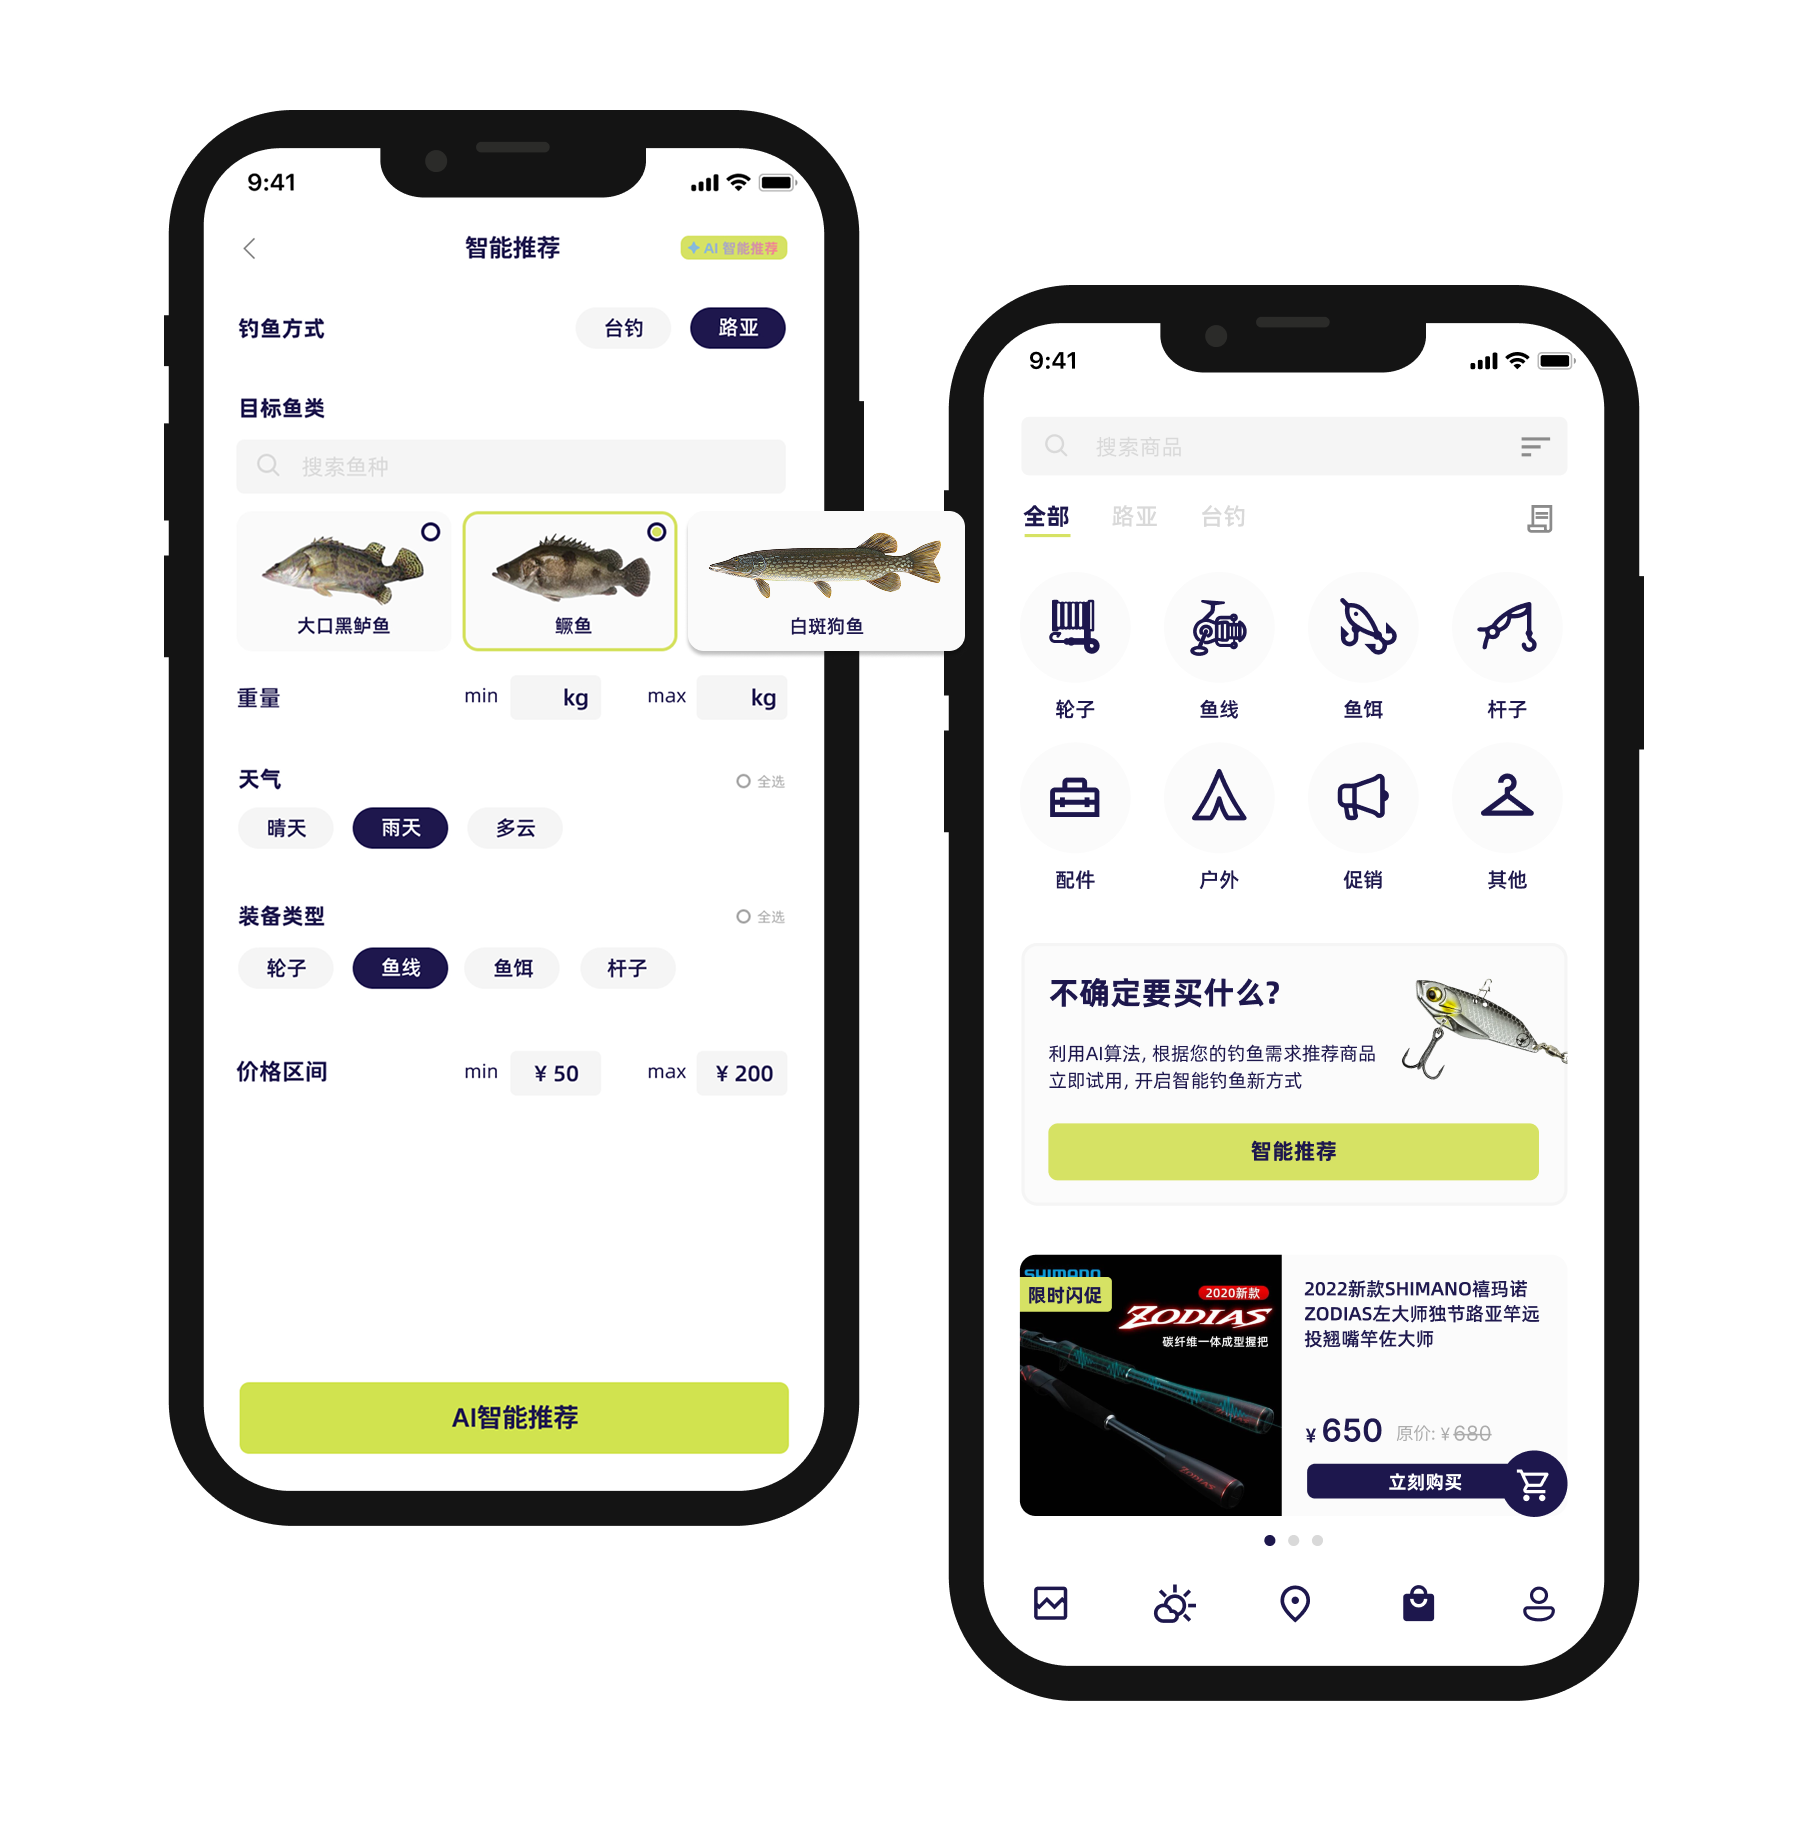 9:41
智能推荐
AI 智能推荐
钓鱼方式
台钓
路亚
目标鱼类
搜索鱼种
大口黑鲈鱼
鳜鱼
白斑狗鱼
重量
min
kg
max
kg
天气
全选
晴天
雨天
多云
装备类型
全选
轮子
鱼线
鱼饵
杆子
价格区间
min
¥ 50
max
¥ 200
AI智能推荐
9:41
搜索商品
全部
路亚
台钓
轮子
鱼线
鱼饵
杆子
配件
户外
促销
其他
不确定要买什么?
利用AI算法, 根据您的钓鱼需求推荐商品
立即试用, 开启智能钓鱼新方式
智能推荐
SHIMANO
限时闪促
2020新款
ZODIAS
碳纤维一体成型握把
ZODIAS
2022新款SHIMANO禧玛诺
ZODIAS左大师独节路亚竿远
投翘嘴竿佐大师
¥ 650
原价: ¥ 680
立刻购买